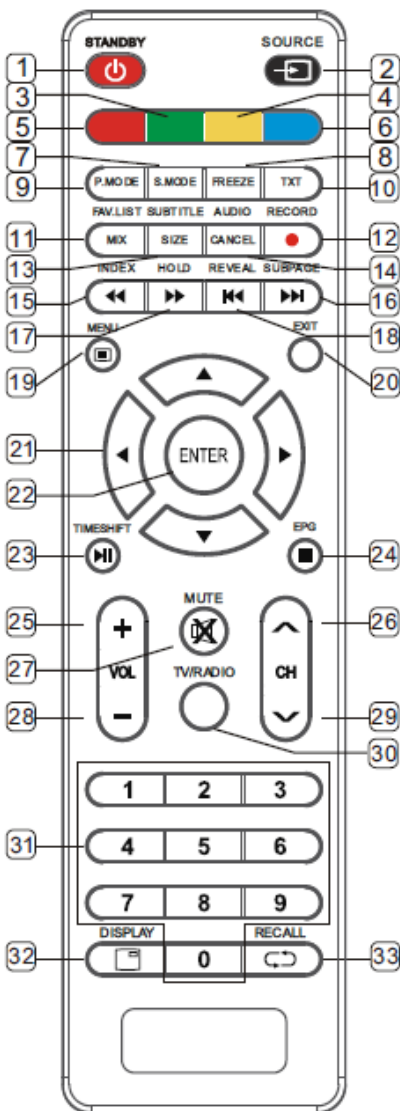 STANDBY SOURCE
1 2
3 4
5 6
7 8
9 P.MODE S.MODE FREEZE TXT 10
FAV.LIST SUBTITLE AUDIO RECORD
11 MIX SIZE CANCEL 12
13 14
INDEX HOLD REVEAL SUBPAGE
15 16
17 18
MENU EXIT
19 20
21 ENTER
22
TIMESHIFT EPG
23 24
MUTE
25 + 26
27 VOL TV/RADIO CH
28 − 29
30
1 2 3
31 4 5 6
7 8 9
DISPLAY RECALL
32 0 33